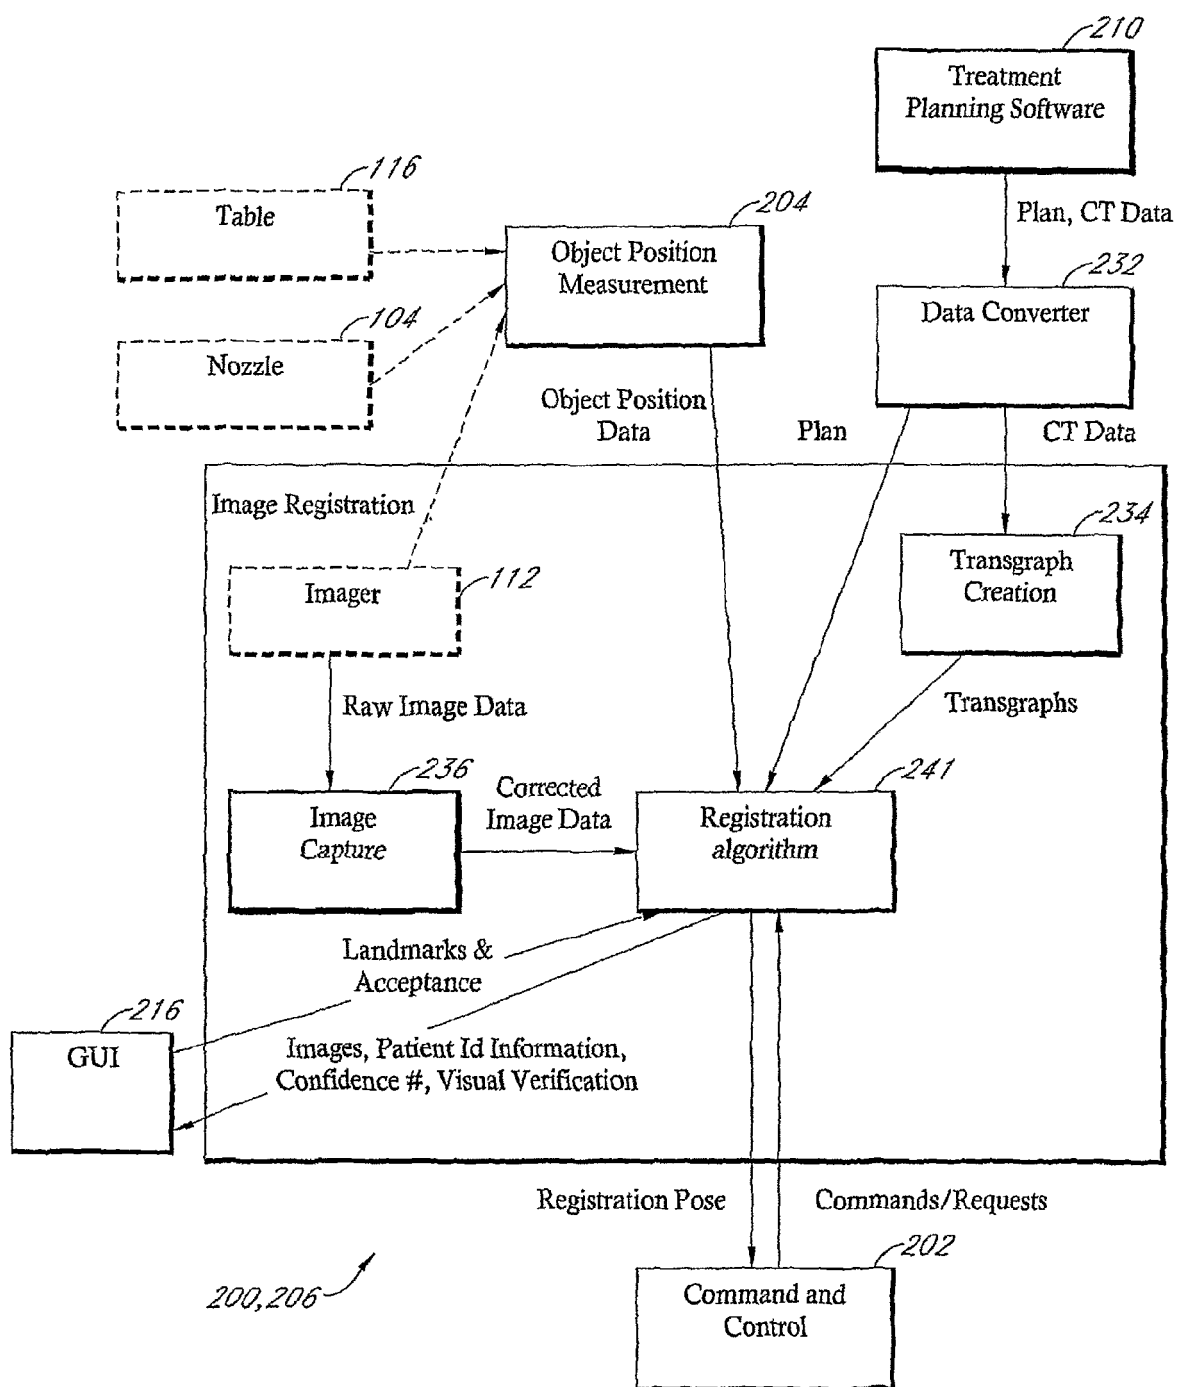 210
Treatment
Planning Software
116
Table
204
Object Position
Measurement
Plan, CT Data
232
Data Converter
104
Nozzle
Object Position
Data
Plan
CT Data
Image Registration
234
Transgraph
Creation
112
Imager
Raw Image Data
Transgraphs
236
Image
Capture
Corrected
Image Data
241
Registration
algorithm
Landmarks &
Acceptance
216
GUI
Images, Patient Id Information,
Confidence #, Visual Verification
Registration Pose
Commands/Requests
202
Command and
Control
200,206